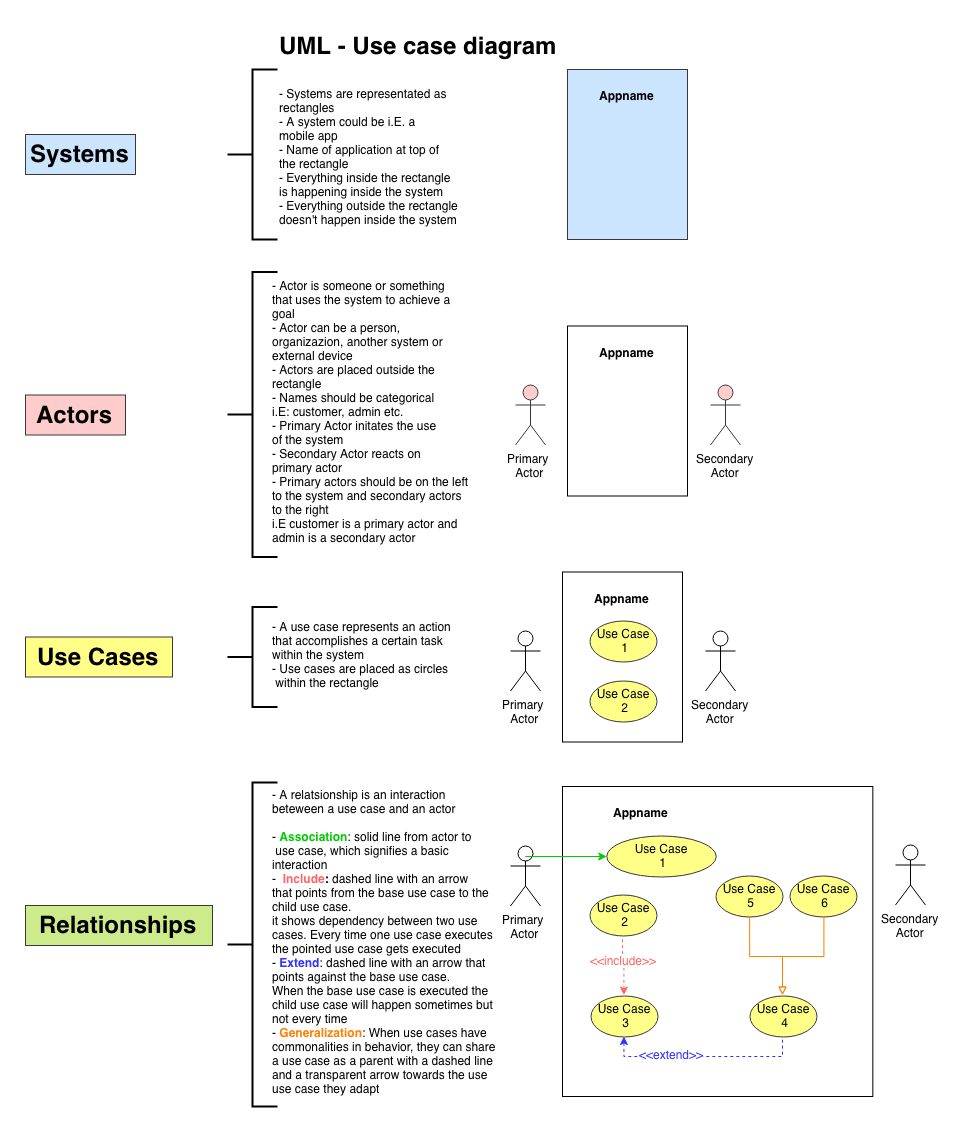 UML - Use case diagram
Systems
- Systems are representated as
rectangles
- A system could be i.E. a
mobile app
- Name of application at top of
the rectangle
- Everything inside the rectangle
is happening inside the system
- Everything outside the rectangle
doesn't happen inside the system
Appname
Actors
- Actor is someone or something
that uses the system to achieve a
goal
- Actor can be a person,
organizazion, another system or
external device
- Actors are placed outside the
rectangle
- Names should be categorical
i.E: customer, admin etc.
- Primary Actor initates the use
of the system
- Secondary Actor reacts on
primary actor
- Primary actors should be on the left
to the system and secondary actors
to the right
i.E customer is a primary actor and
admin is a secondary actor
Appname
Primary
Actor
Secondary
Actor
Use Cases
- A use case represents an action
that accomplishes a certain task
within the system
- Use cases are placed as circles
within the rectangle
Appname
Use Case
1
Use Case
2
Primary
Actor
Secondary
Actor
Relationships
- A relatsionship is an interaction
beteween a use case and an actor
- Association: solid line from actor to
use case, which signifies a basic
interaction
- Include: dashed line with an arrow
that points from the base use case to the
child use case.
it shows dependency between two use
cases. Every time one use case executes
the pointed use case gets executed
- Extend: dashed line with an arrow that
points against the base use case.
When the base use case is executed the
child use case will happen sometimes but
not every time
- Generalization: When use cases have
commonalities in behavior, they can share
a use case as a parent with a dashed line
and a transparent arrow towards the use
use case they adapt
Appname
Use Case
1
Use Case
5
Use Case
6
Use Case
2
Primary
Actor
Secondary
Actor
<<include>>
Use Case
3
Use Case
4
<<extend>>